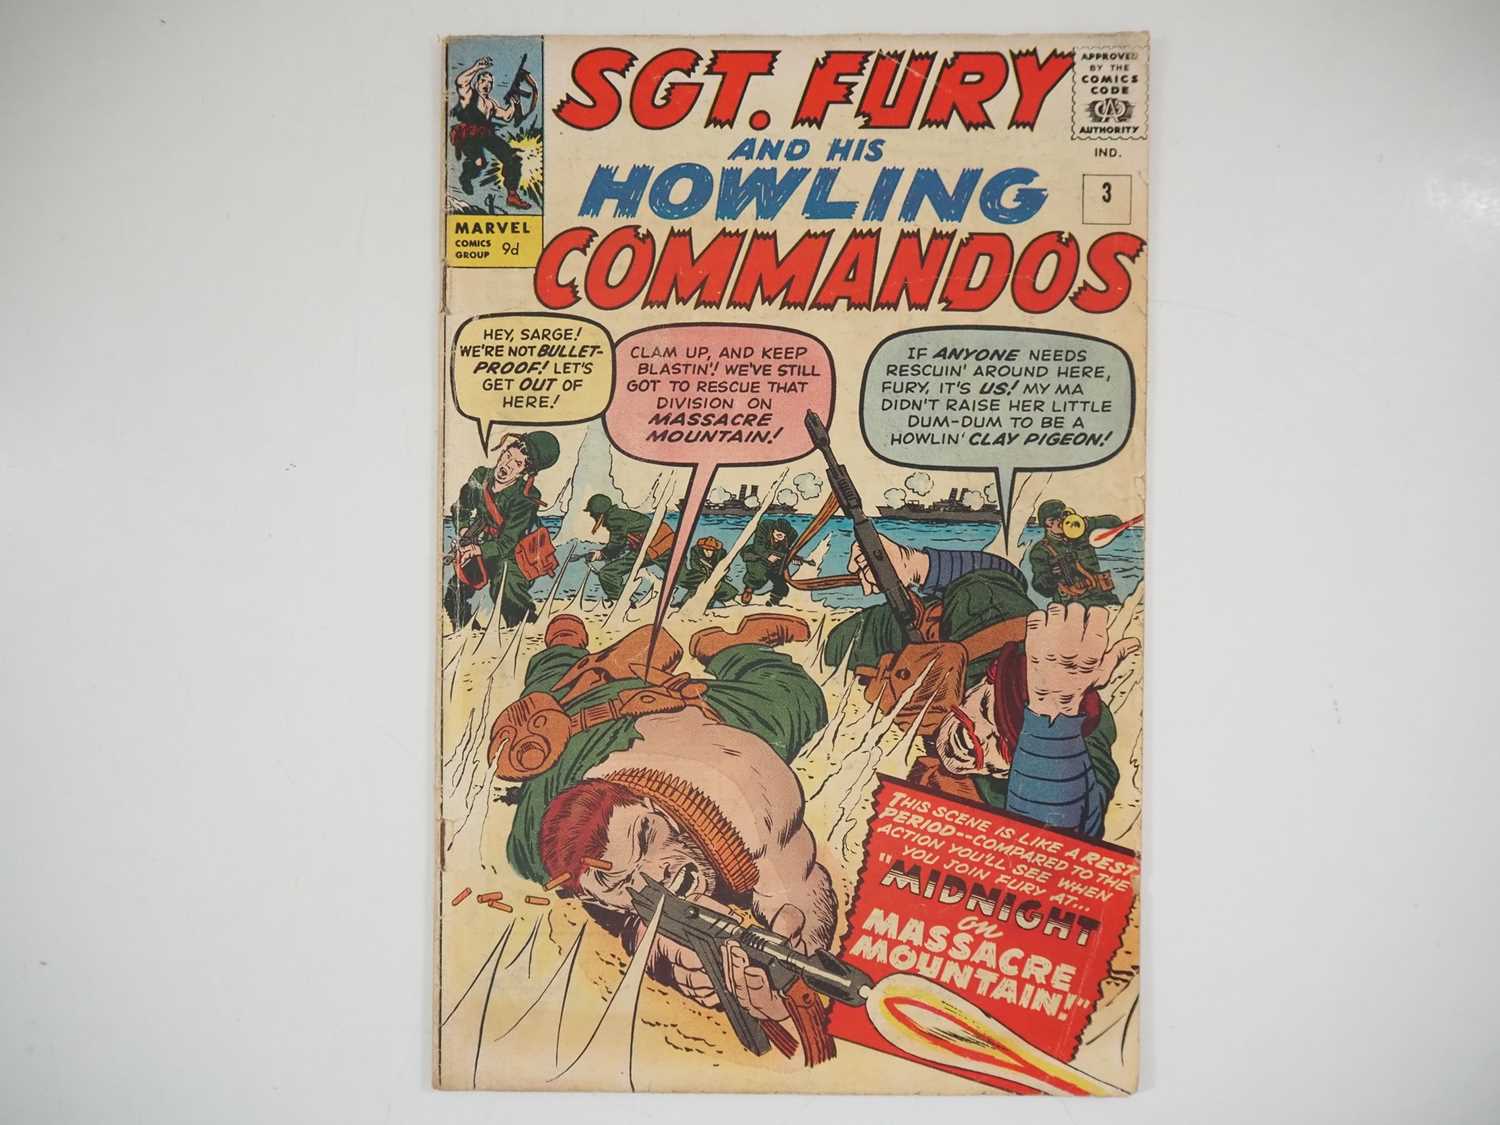 SGT. FURY
AND HIS
HOWLING
COMMANDOS
APPROVED
BY THE
COMICS
CODE
CA
AUTHORITY
IND.
3
MARVEL
COMICS
GROUP 9d
HEY, SARGE!
WE'RE NOT BULLET-
PROOF! LET'S
GET OUT OF
HERE!
CLAM UP, AND KEEP
BLASTIN'! WE'VE STILL
GOT TO RESCUE THAT
DIVISION ON
MASSACRE
MOUNTAIN!
IF ANYONE NEEDS
RESCUIN' AROUND HERE,
FURY, IT'S US! MY MA
DIDN'T RAISE HER LITTLE
DUM-DUM TO BE A
HOWLIN' CLAY PIGEON!
THIS SCENE IS LIKE A REST
PERIOD--COMPARED TO THE
ACTION YOU'LL SEE WHEN
YOU JOIN FURY AT...
"MIDNIGHT
on
MASSACRE
MOUNTAIN!"